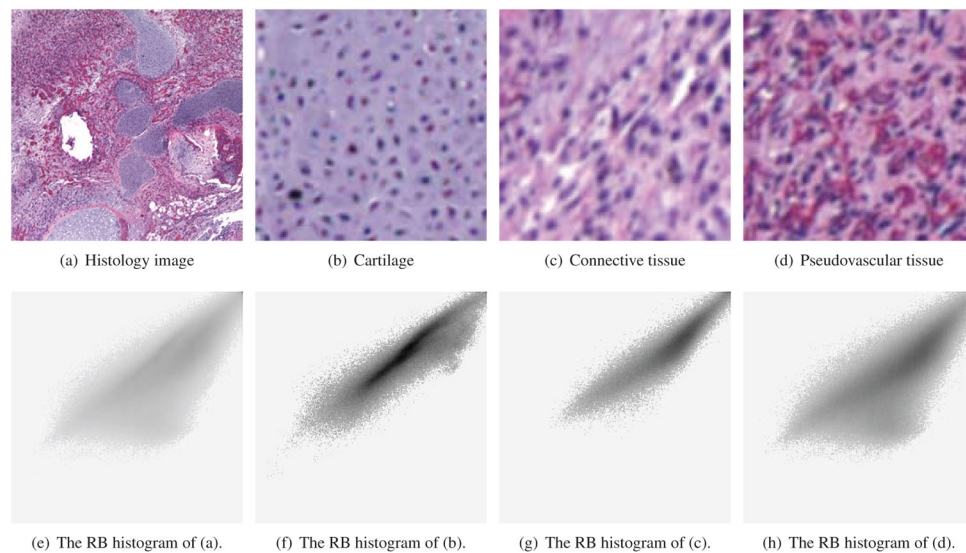 (a) Histology image
(b) Cartilage
(c) Connective tissue
(d) Pseudovascular tissue
(e) The RB histogram of (a).
(f) The RB histogram of (b).
(g) The RB histogram of (c).
(h) The RB histogram of (d).